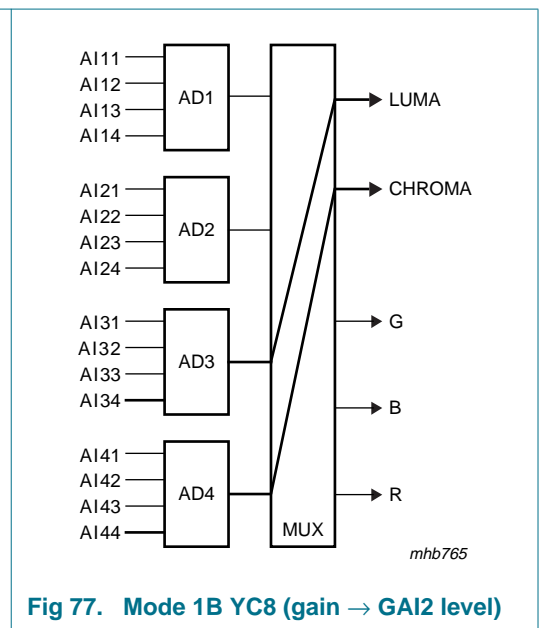 AI11
AI12
AI13
AI14
AD1
AI21
AI22
AI23
AI24
AD2
AI31
AI32
AI33
AI34
AD3
AI41
AI42
AI43
AI44
AD4
MUX
LUMA
CHROMA
G
B
R
mhb765
Fig 77. Mode 1B YC8 (gain → GAI2 level)